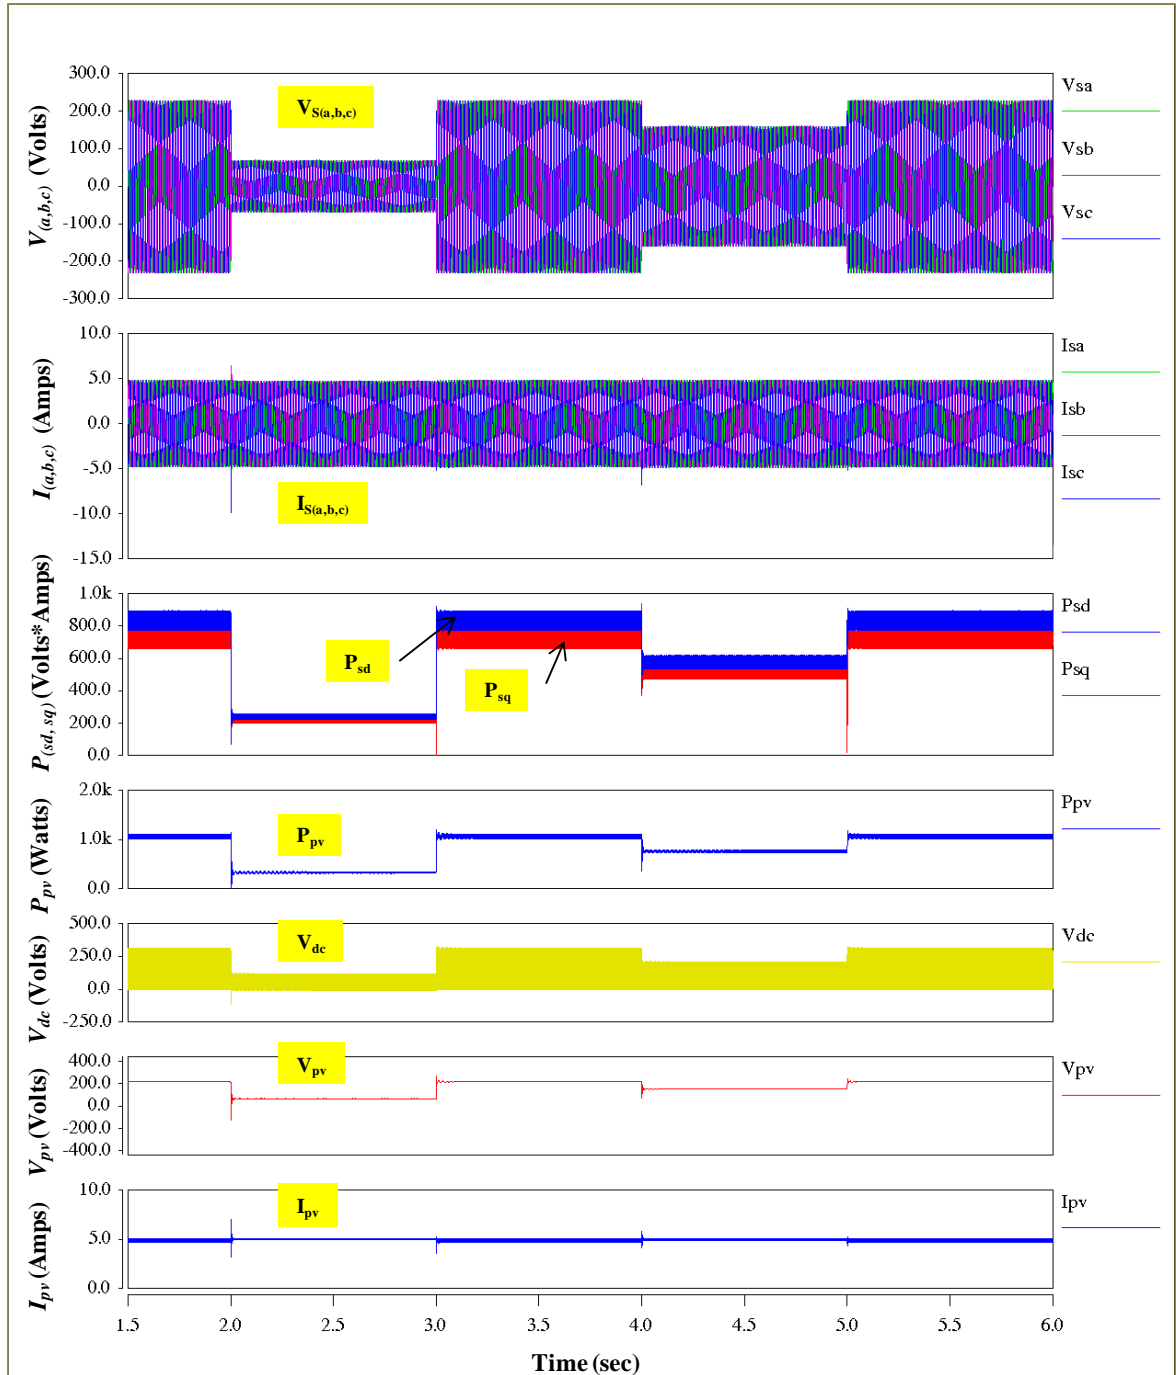 V(a,b,c) (Volts)
300.0
200.0
100.0
0.0
-100.0
-200.0
-300.0
VS(a,b,c)
Vsa
Vsb
Vsc
I(a,b,c) (Amps)
10.0
5.0
0.0
-5.0
-10.0
-15.0
IS(a,b,c)
Isa
Isb
Isc
P(sd, sq) (Volts* Amps)
1.0k
800.0
600.0
400.0
200.0
0.0
Psd
Psq
Psd
Psq
Ppv (Watts)
2.0k
1.0k
0.0
Ppv
Ppv
Vdc (Volts)
500.0
250.0
0.0
-250.0
Vdc
Vdc
Vpv (Volts)
400.0
200.0
0.0
-200.0
-400.0
Vpv
Vpv
Ipv (Amps)
10.0
5.0
0.0
Ipv
Ipv
1.5 2.0 2.5 3.0 3.5 4.0 4.5 5.0 5.5 6.0
Time (sec)